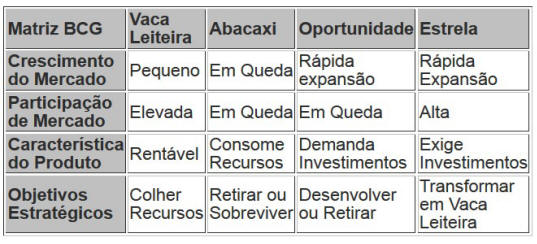 Matriz BCG Vaca Leiteira Abacaxi Oportunidade Estrela
Crescimento do Mercado Pequeno Em Queda Rápida expansão Rápida Expansão
Participação de Mercado Elevada Em Queda Em Queda Alta
Característica do Produto Rentável Consome Recursos Demanda Investimentos Exige Investimentos
Objetivos Estratégicos Colher Recursos Retirar ou Sobreviver Desenvolver ou Retirar Transformar em Vaca Leiteira